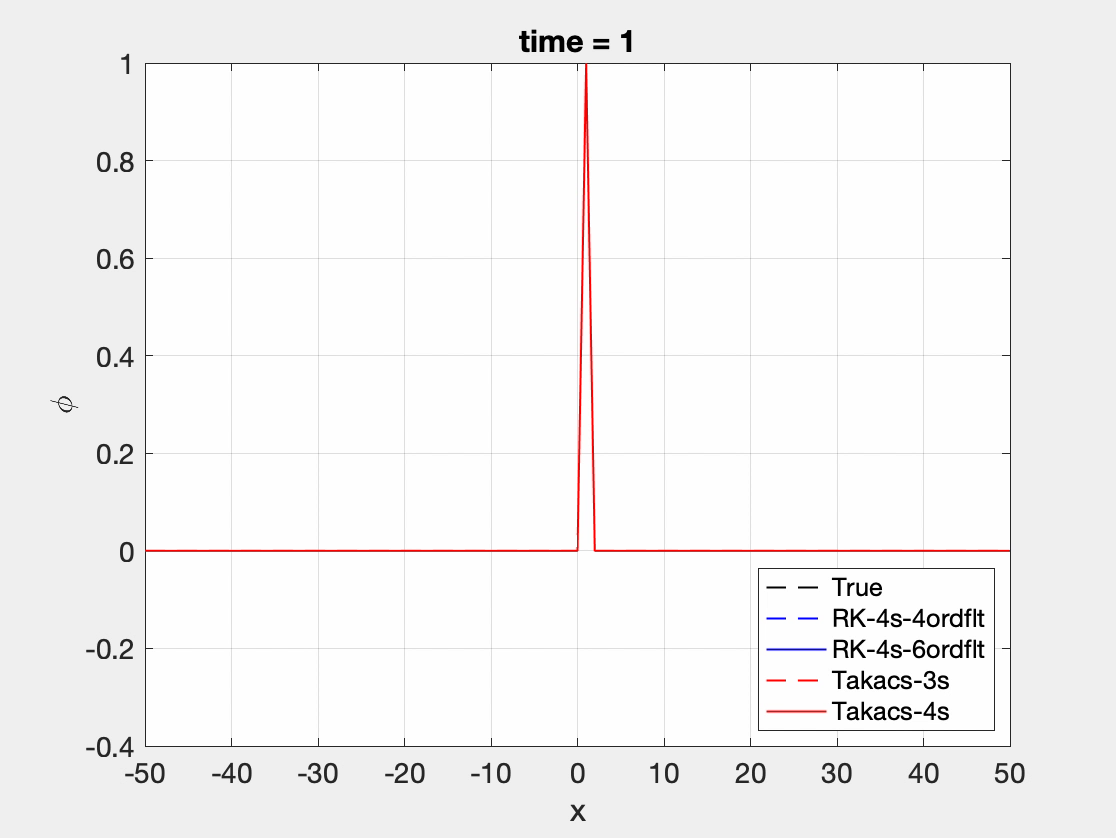 time = 1
1
0.8
0.6
0.4
0.2
0
-0.2
-0.4
ϕ
-50 -40 -30 -20 -10 0 10 20 30 40 50
x
True
RK-4s-4ordflt
RK-4s-6ordflt
Takacs-3s
Takacs-4s